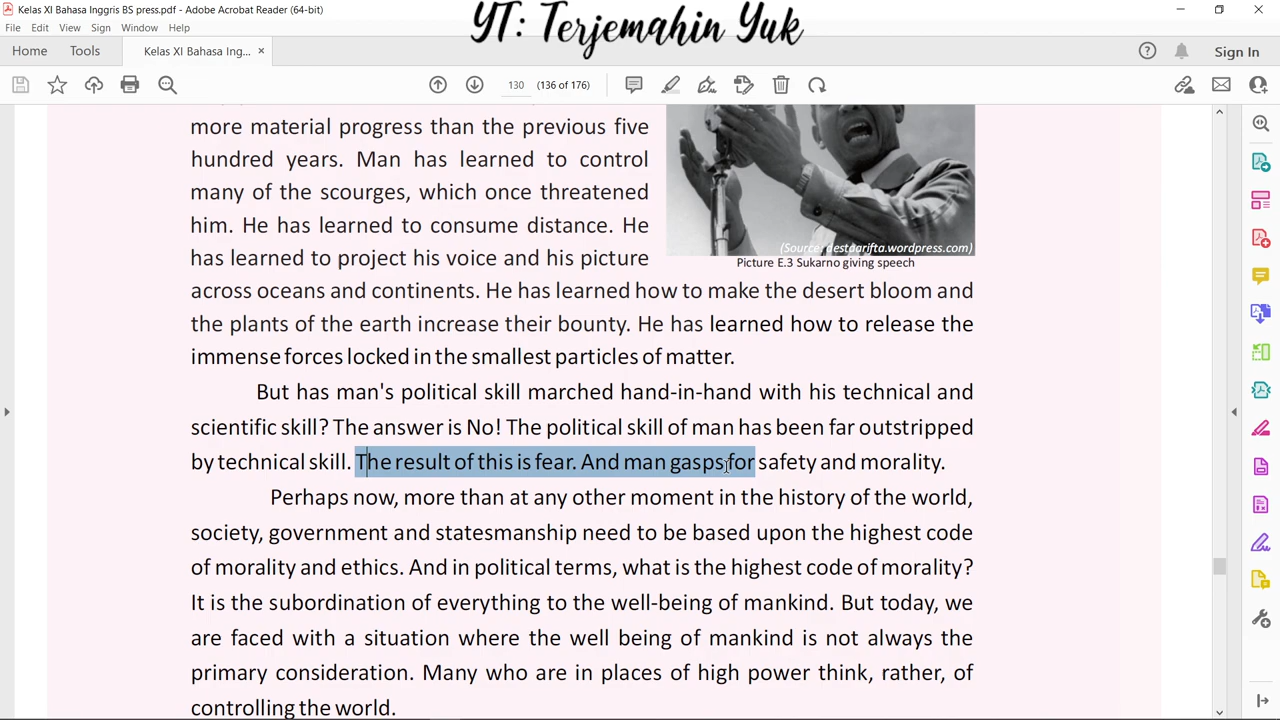 Kelas XI Bahasa Inggris BS press.pdf - Adobe Acrobat Reader (64-bit)
YT: Terjemahin Yuk
File Edit View Sign Window Help
Home Tools Kelas XI Bahasa Ing... × Sign In
130 (136 of 176)
more material progress than the previous five
hundred years. Man has learned to control
many of the scourges, which once threatened
him. He has learned to consume distance. He
has learned to project his voice and his picture
(Source: destaarifta.wordpress.com)
Picture E.3 Sukarno giving speech
across oceans and continents. He has learned how to make the desert bloom and
the plants of the earth increase their bounty. He has learned how to release the
immense forces locked in the smallest particles of matter.
But has man's political skill marched hand-in-hand with his technical and
scientific skill? The answer is No! The political skill of man has been far outstripped
by technical skill. The result of this is fear. And man gasps for safety and morality.
Perhaps now, more than at any other moment in the history of the world,
society, government and statesmanship need to be based upon the highest code
of morality and ethics. And in political terms, what is the highest code of morality?
It is the subordination of everything to the well-being of mankind. But today, we
are faced with a situation where the well being of mankind is not always the
primary consideration. Many who are in places of high power think, rather, of
controlling the world.